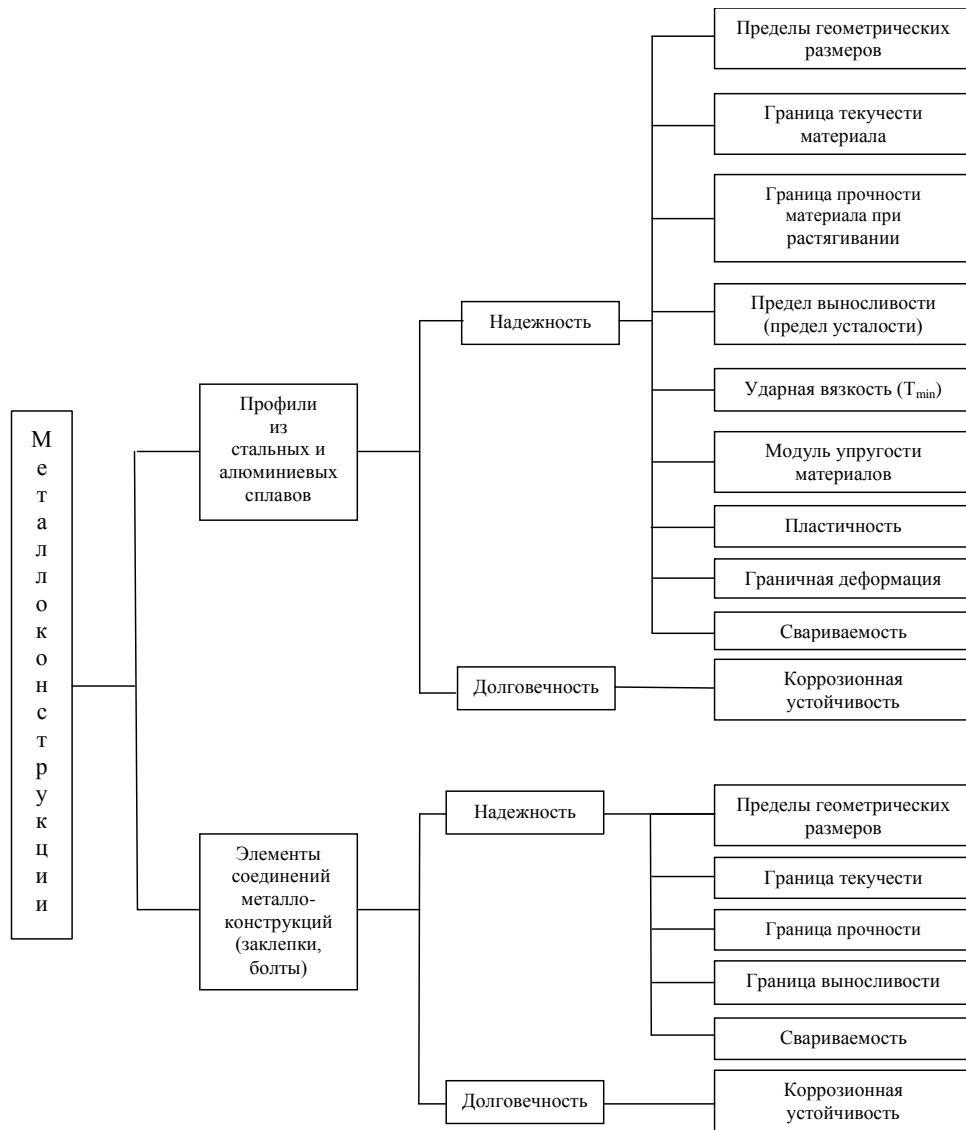 Металлоконструкции
Профили
из
стальных и
алюминиевых
сплавов
Надежность
Пределы геометрических
размеров
Граница текучести
материала
Граница прочности
материала при
растягивании
Предел выносливости
(предел усталости)
Ударная вязкость (Tmin)
Модуль упругости
материалов
Пластичность
Граничная деформация
Свариваемость
Долговечность
Коррозионная
устойчивость
Элементы
соединений
металло-
конструкций
(заклепки,
болты)
Надежность
Пределы геометрических
размеров
Граница текучести
Граница прочности
Граница выносливости
Свариваемость
Долговечность
Коррозионная
устойчивость